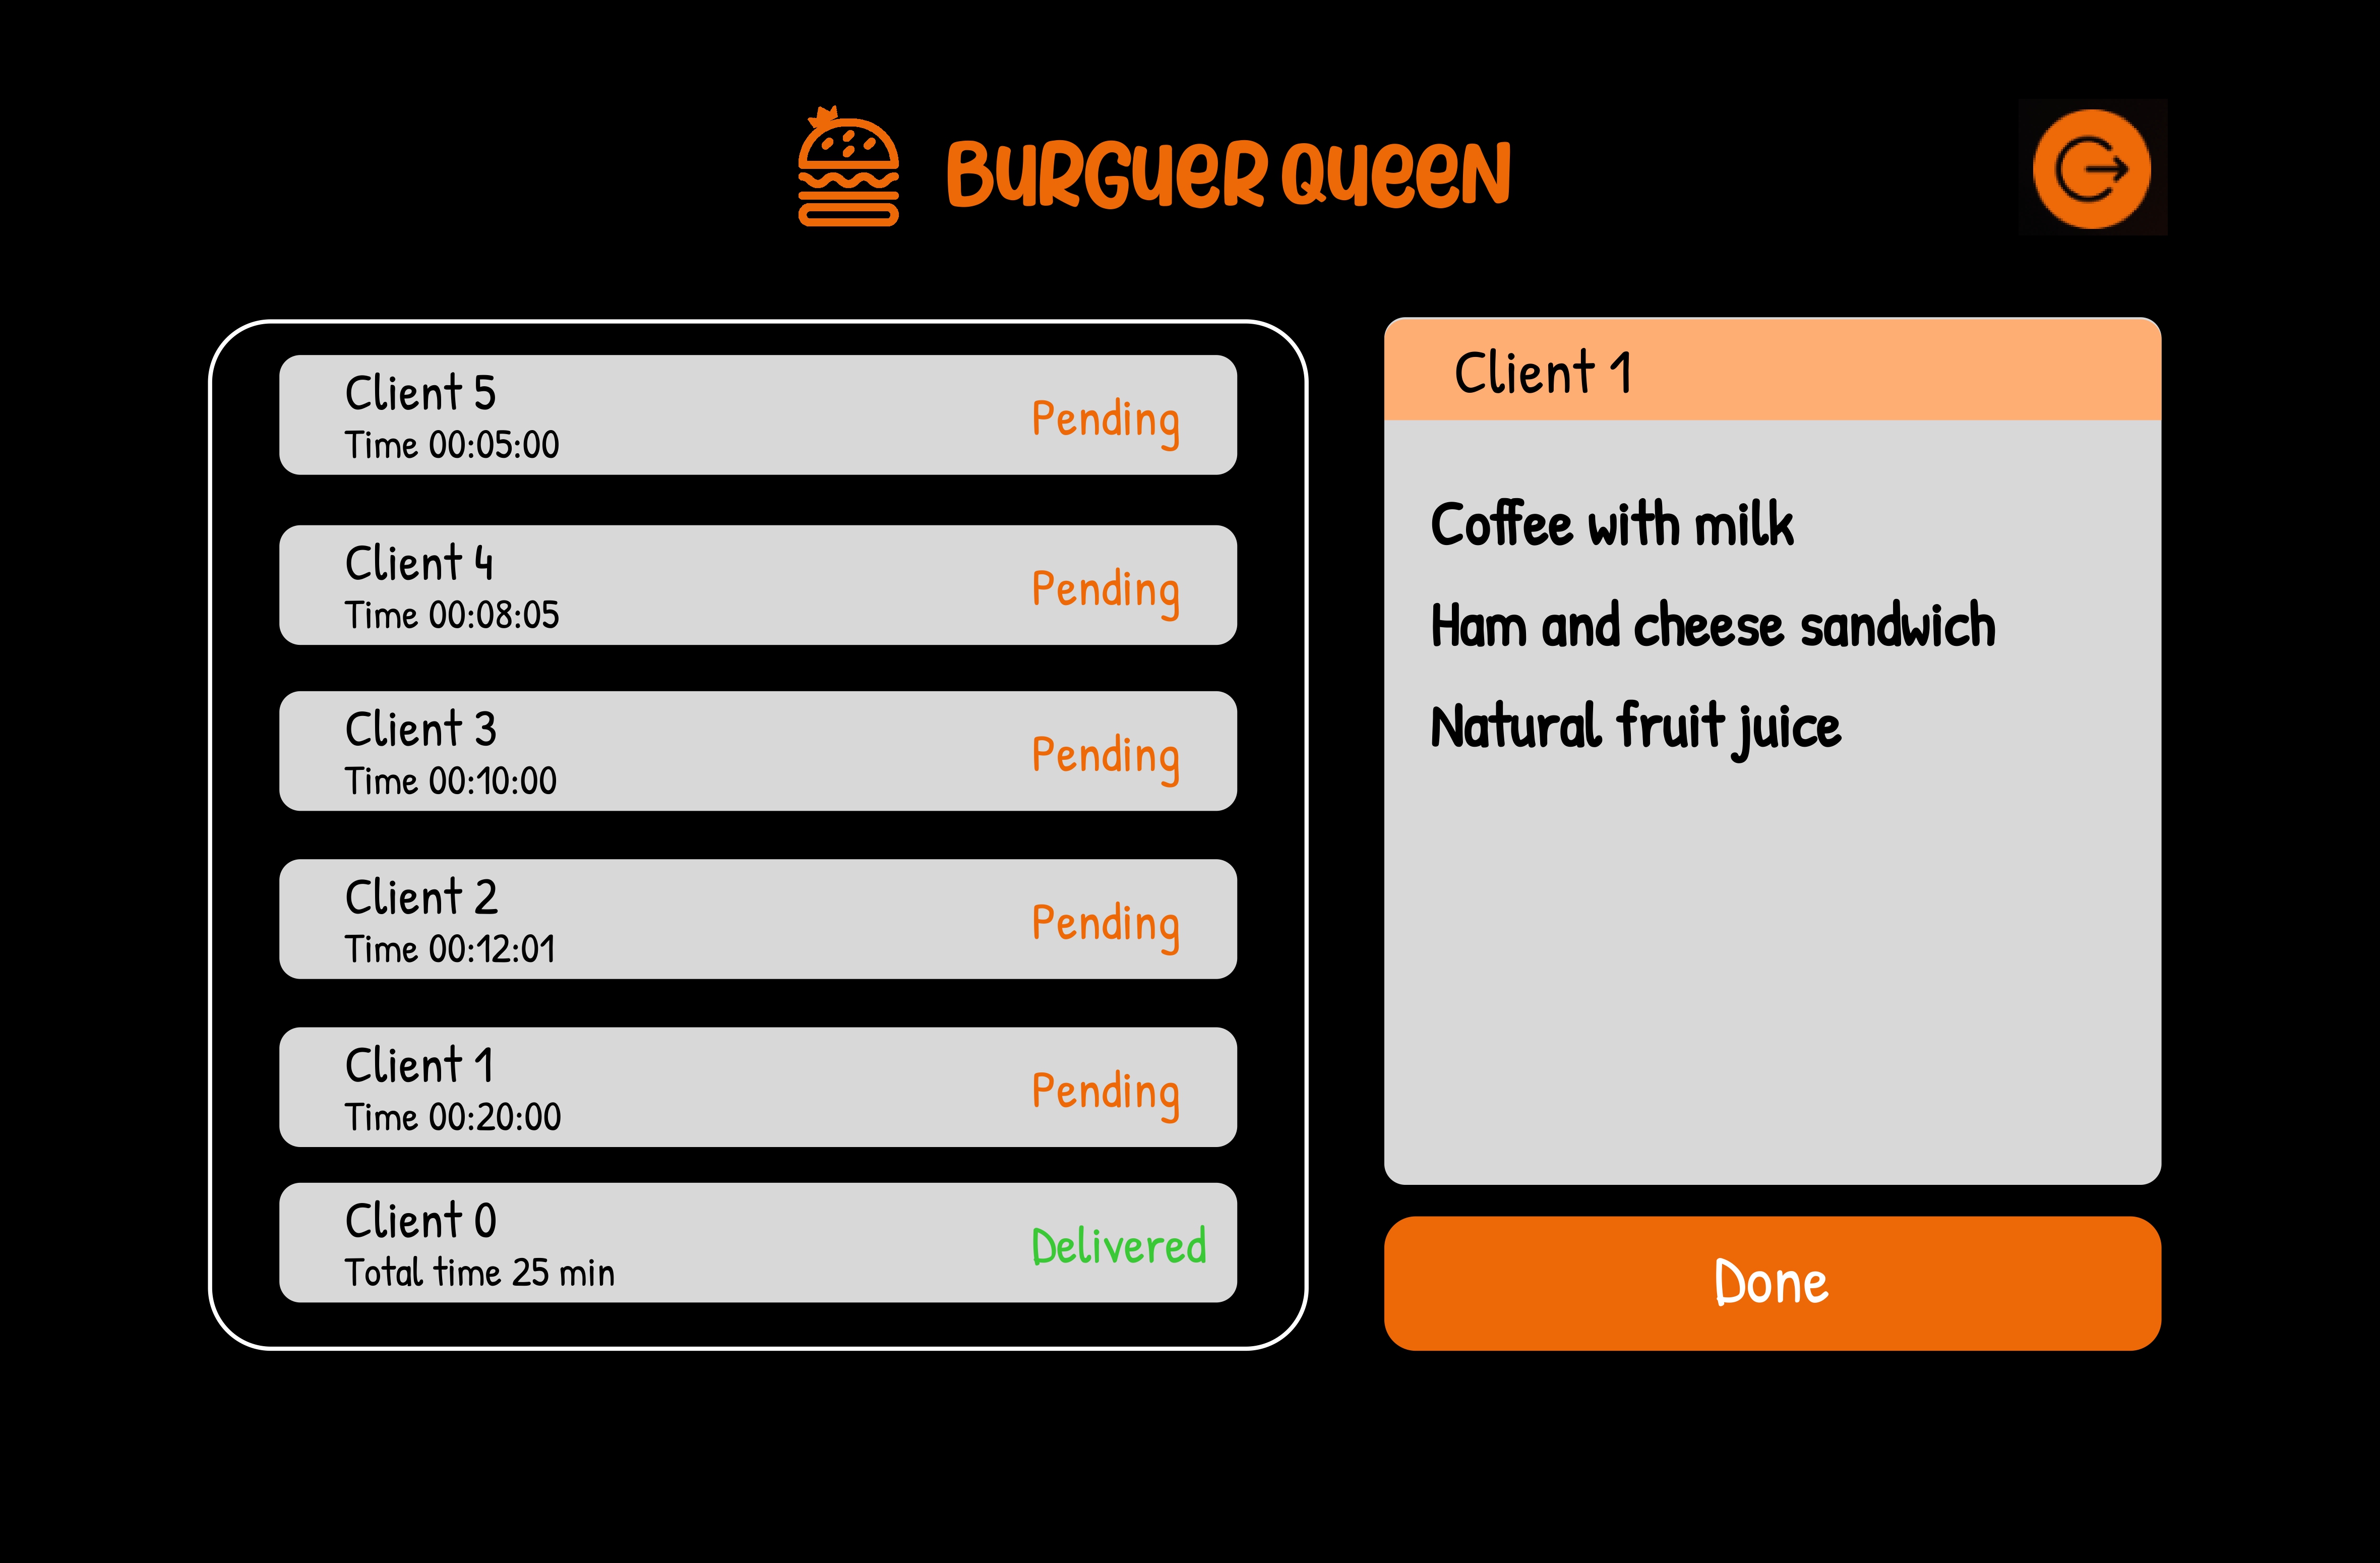 BURGUER QUEEN
Client 5
Time 00:05:00
Pending
Client 4
Time 00:08:05
Pending
Client 3
Time 00:10:00
Pending
Client 2
Time 00:12:01
Pending
Client 1
Time 00:20:00
Pending
Client 0
Total time 25 min
Delivered
Client 1
Coffee with milk
Ham and cheese sandwich
Natural fruit juice
Done